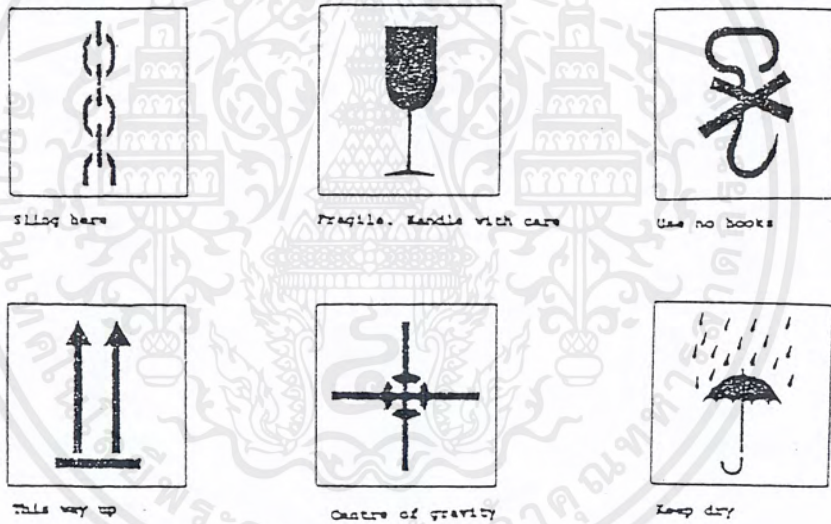 Sling here
Fragile. Handle with care
Use no hooks
This way up
Centre of gravity
Keep dry